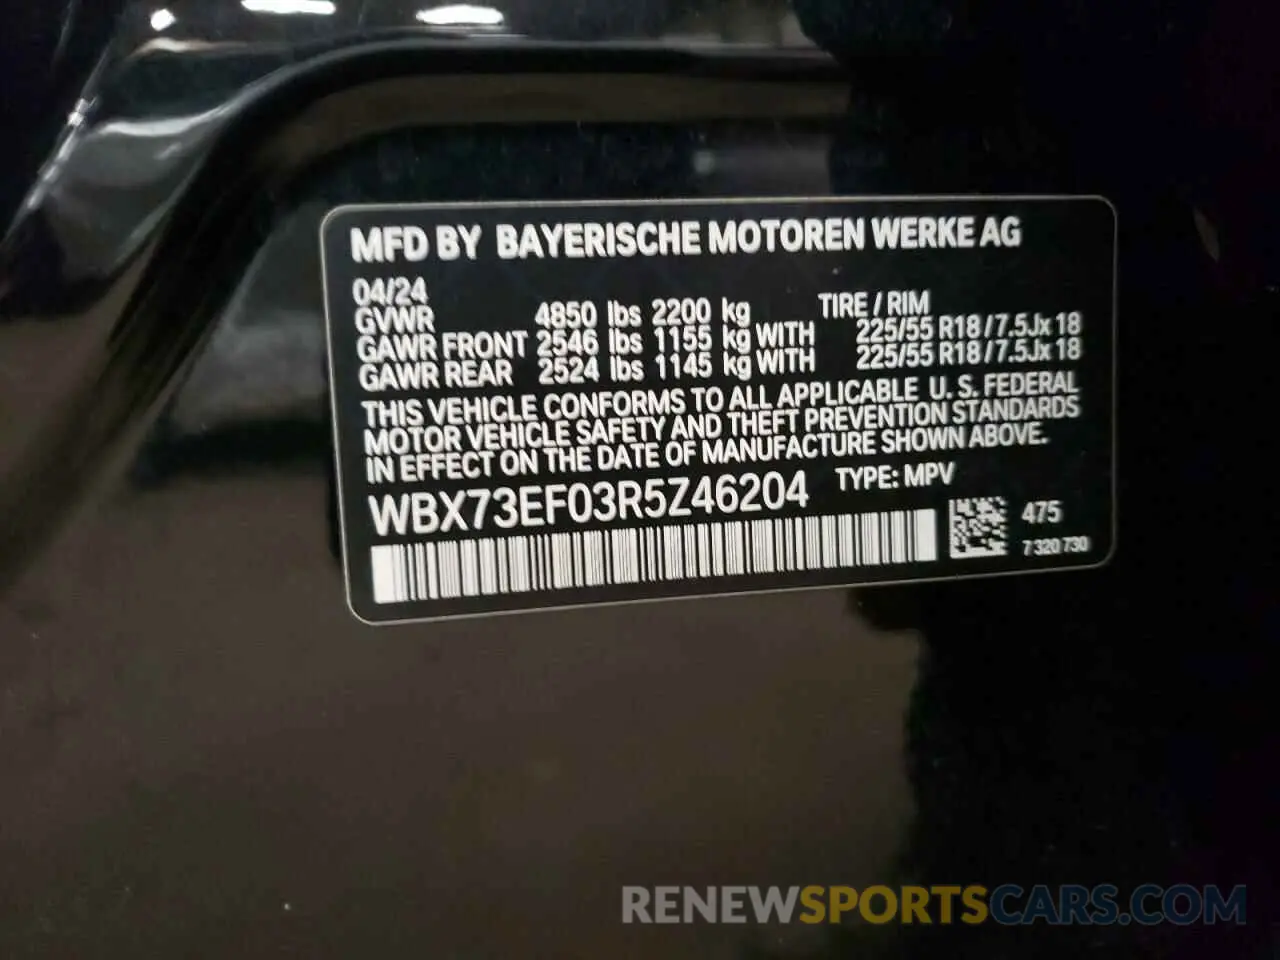 MFD BY BAYERISCHE MOTOREN WERKE AG
04/24
GVWR 4850 lbs 2200 kg TIRE / RIM
GAWR FRONT 2546 lbs 1155 kg WITH 225/55 R18 / 7.5Jx18
GAWR REAR 2524 lbs 1145 kg WITH 225/55 R18 / 7.5Jx18
THIS VEHICLE CONFORMS TO ALL APPLICABLE U. S. FEDERAL
MOTOR VEHICLE SAFETY AND THEFT PREVENTION STANDARDS
IN EFFECT ON THE DATE OF MANUFACTURE SHOWN ABOVE.
WBX73EF03R5Z46204 TYPE: MPV
475
7 320 730
RENEWSPORTSCARS.COM